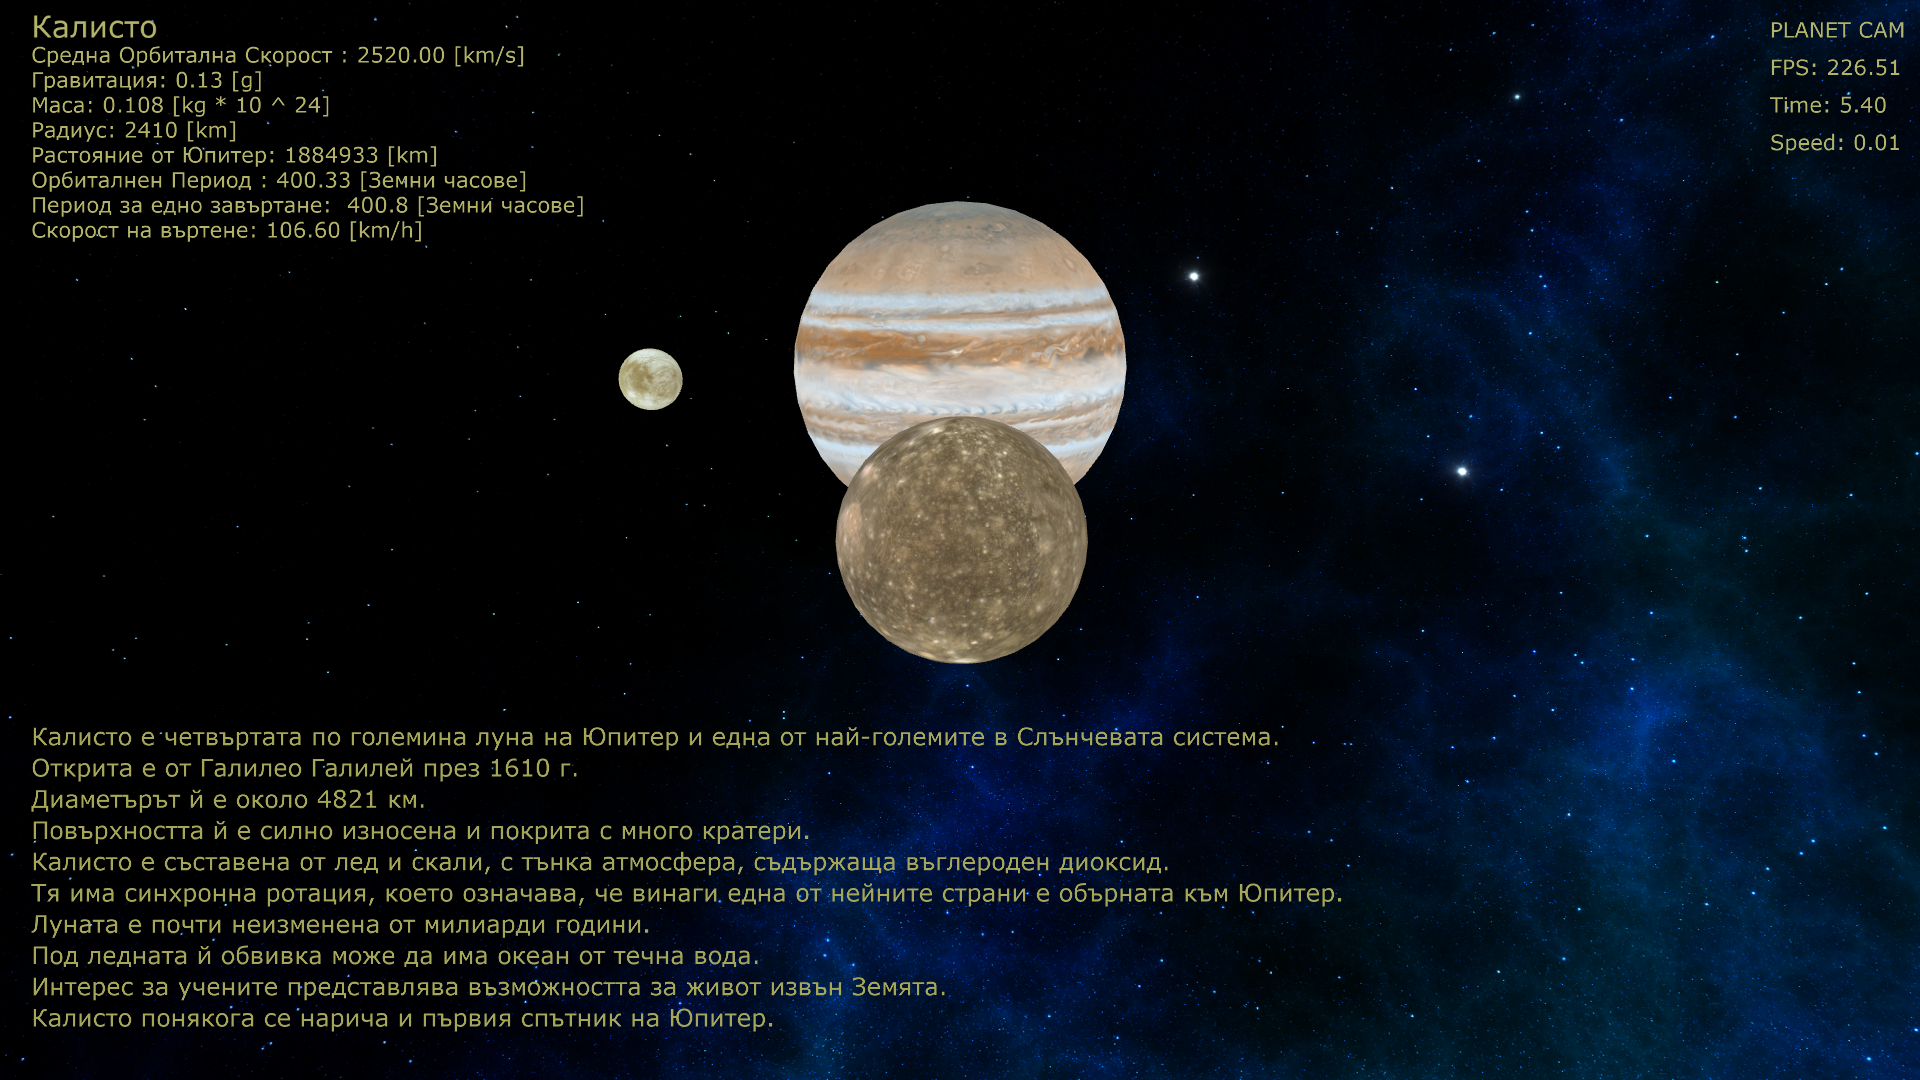 Калисто
Средна Орбитална Скорост : 2520.00 [km/s]
Гравитация: 0.13 [g]
Маса: 0.108 [kg * 10 ^ 24]
Радиус: 2410 [km]
Растояние от Юпитер: 1884933 [km]
Орбиталнен Период : 400.33 [Земни часове]
Период за едно завъртане:  400.8 [Земни часове]
Скорост на въртене: 106.60 [km/h]
PLANET CAM
FPS: 226.51
Time: 5.40
Speed: 0.01
Калисто е четвъртата по големина луна на Юпитер и една от най-големите в Слънчевата система.
Открита е от Галилео Галилей през 1610 г.
Диаметърът ѝ е около 4821 км.
Повърхността ѝ е силно износена и покрита с много кратери.
Калисто е съставена от лед и скали, с тънка атмосфера, съдържаща въглероден диоксид.
Тя има синхронна ротация, което означава, че винаги една от нейните страни е обърната към Юпитер.
Луната е почти неизменена от милиарди години.
Под ледната ѝ обвивка може да има океан от течна вода.
Интерес за учените представлява възможността за живот извън Земята.
Калисто понякога се нарича и първия спътник на Юпитер.